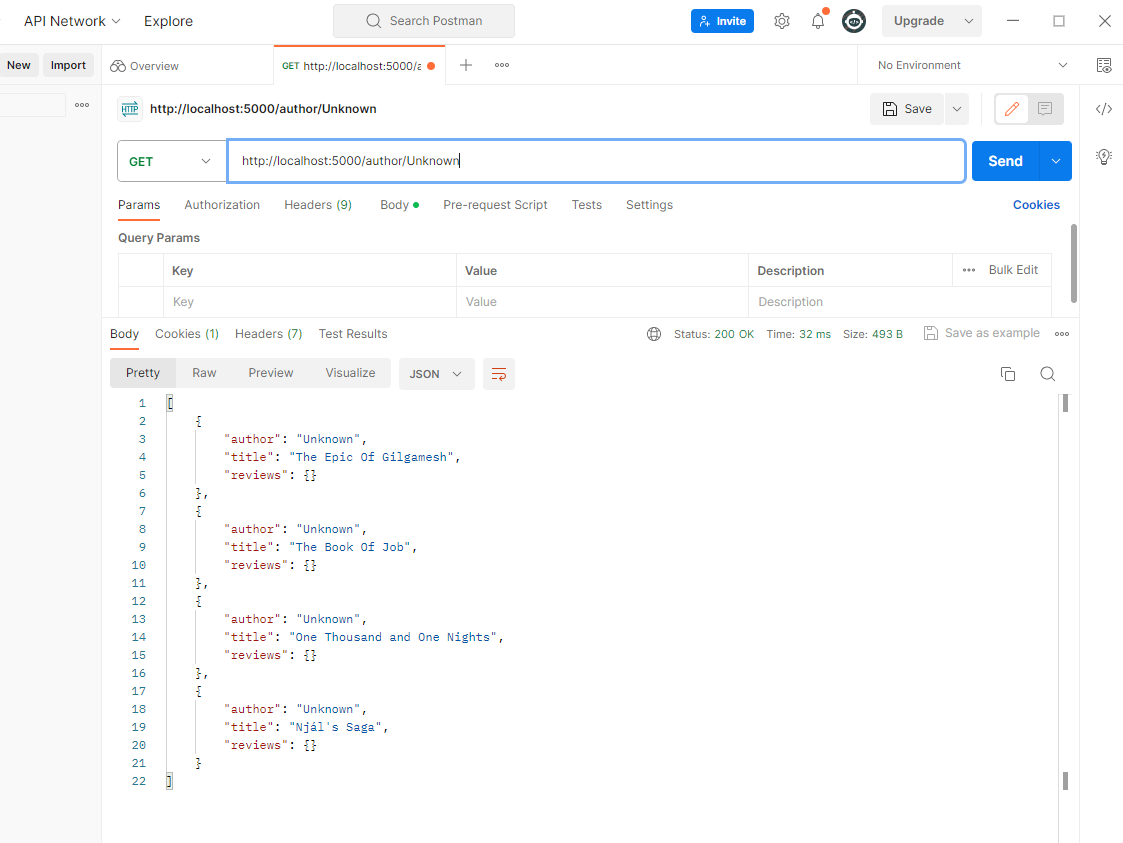 API Network Explore Search Postman Invite Upgrade
New Import Overview GET http://localhost:5000/a No Environment
HTTP http://localhost:5000/author/Unknown Save
GET http://localhost:5000/author/Unknown Send
Params Authorization Headers (9) Body Pre-request Script Tests Settings Cookies
Query Params
Key Value Description Bulk Edit
Key Value Description
Body Cookies (1) Headers (7) Test Results Status: 200 OK Time: 32 ms Size: 493 B Save as example
Pretty Raw Preview Visualize JSON
1 [
2 {
3 "author": "Unknown",
4 "title": "The Epic Of Gilgamesh",
5 "reviews": {}
6 },
7 {
8 "author": "Unknown",
9 "title": "The Book Of Job",
10 "reviews": {}
11 },
12 {
13 "author": "Unknown",
14 "title": "One Thousand and One Nights",
15 "reviews": {}
16 },
17 {
18 "author": "Unknown",
19 "title": "Njál's Saga",
20 "reviews": {}
21 }
22 ]